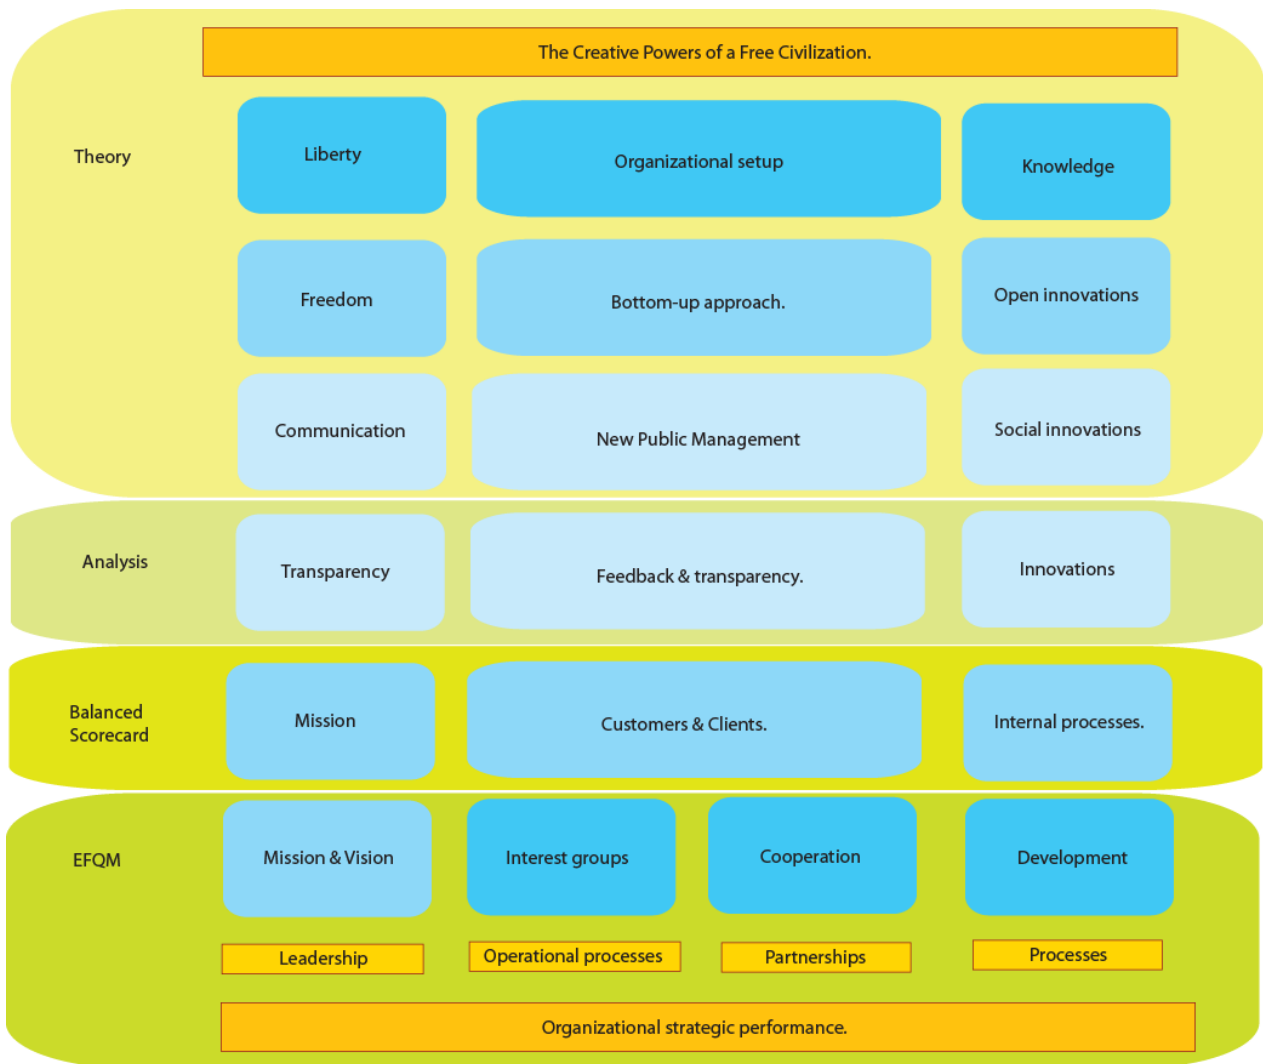 The Creative Powers of a Free Civilization.
Theory
Liberty
Organizational setup
Knowledge
Freedom
Bottom-up approach.
Open innovations
Communication
New Public Management
Social innovations
Analysis
Transparency
Feedback & transparency.
Innovations
Balanced
Scorecard
Mission
Customers & Clients.
Internal processes.
EFQM
Mission & Vision
Interest groups
Cooperation
Development
Leadership
Operational processes
Partnerships
Processes
Organizational strategic performance.